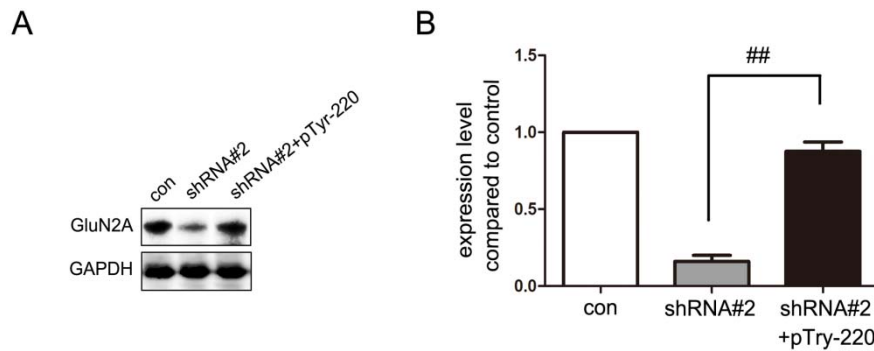 A
con
shRNA#2
shRNA#2+pTyr-220
GluN2A
GAPDH
B
expression level
compared to control
1.5
1.0
0.5
0.0
##
con
shRNA#2
shRNA#2
+pTry-220